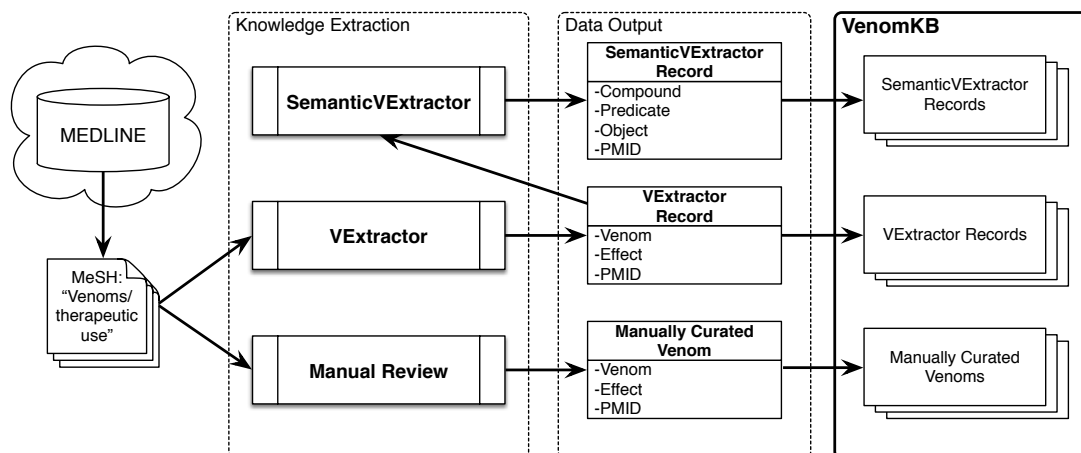 Knowledge Extraction
Data Output
VenomKB
MEDLINE
MeSH:
“Venoms/
therapeutic
use”
SemanticVExtractor
VExtractor
Manual Review
SemanticVExtractor
Record
-Compound
-Predicate
-Object
-PMID
VExtractor
Record
-Venom
-Effect
-PMID
Manually Curated
Venom
-Venom
-Effect
-PMID
SemanticVExtractor
Records
VExtractor Records
Manually Curated
Venoms